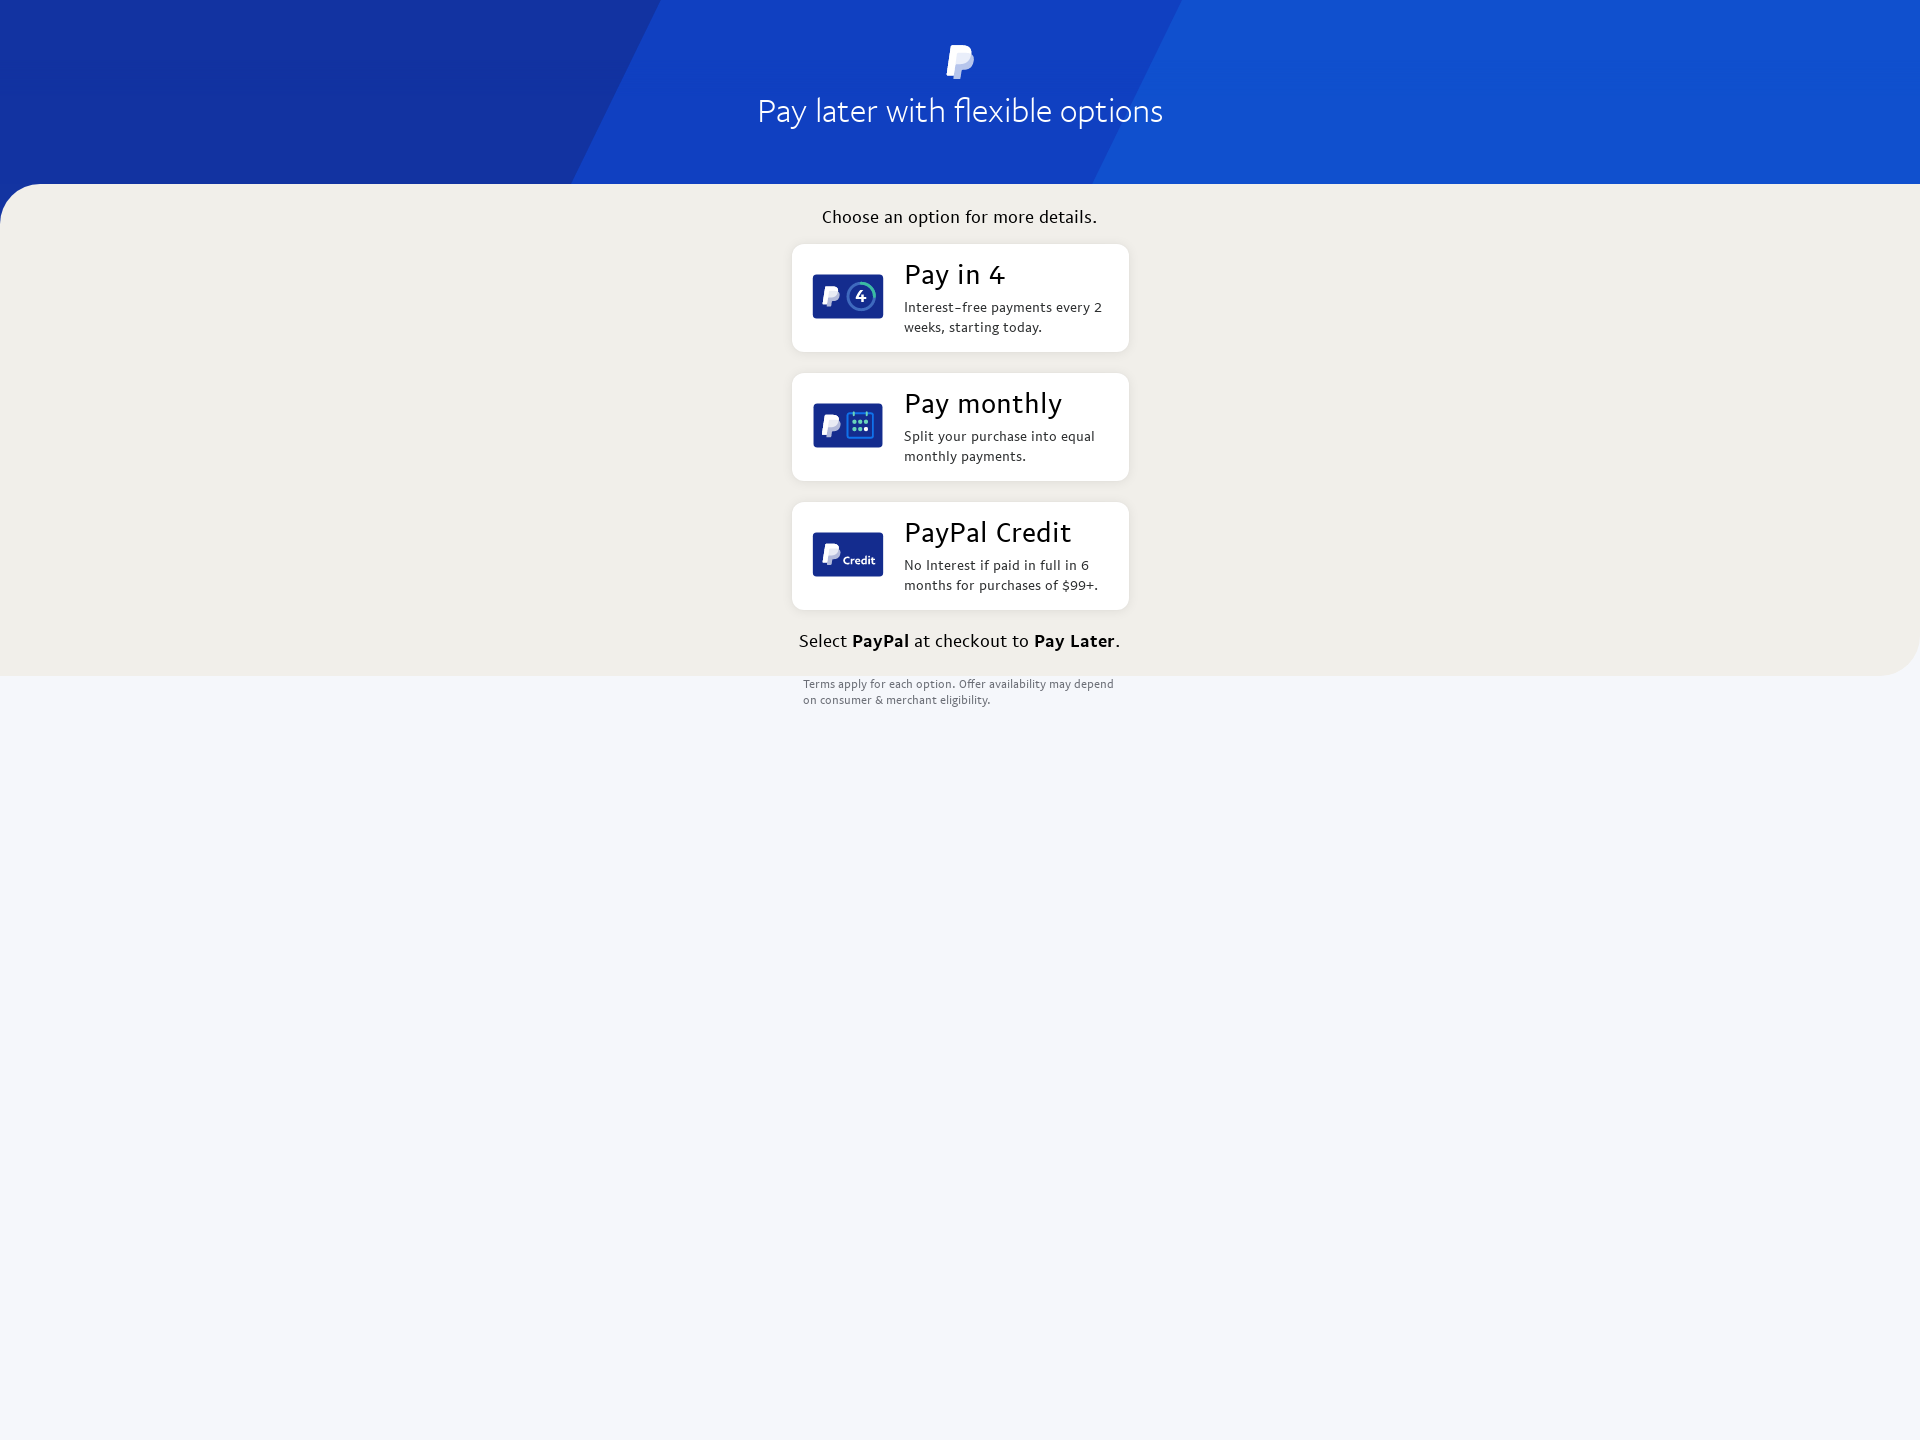 Pay later with flexible options
Choose an option for more details.
4
Pay in 4
Interest-free payments every 2
weeks, starting today.
Pay monthly
Split your purchase into equal
monthly payments.
Credit
PayPal Credit
No Interest if paid in full in 6
months for purchases of $99+.
Select PayPal at checkout to Pay Later.
Terms apply for each option. Offer availability may depend
on consumer & merchant eligibility.